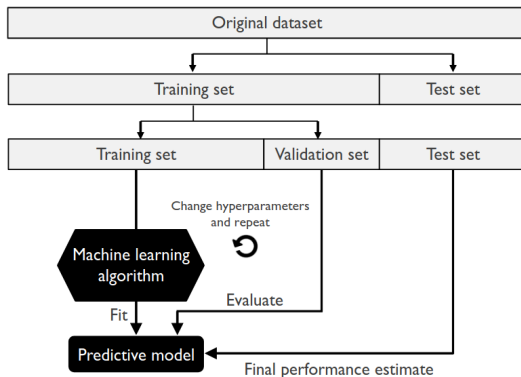 Original dataset
Training set
Test set
Training set
Validation set
Test set
Change hyperparameters
and repeat
Machine learning
algorithm
Evaluate
Fit
Predictive model
Final performance estimate